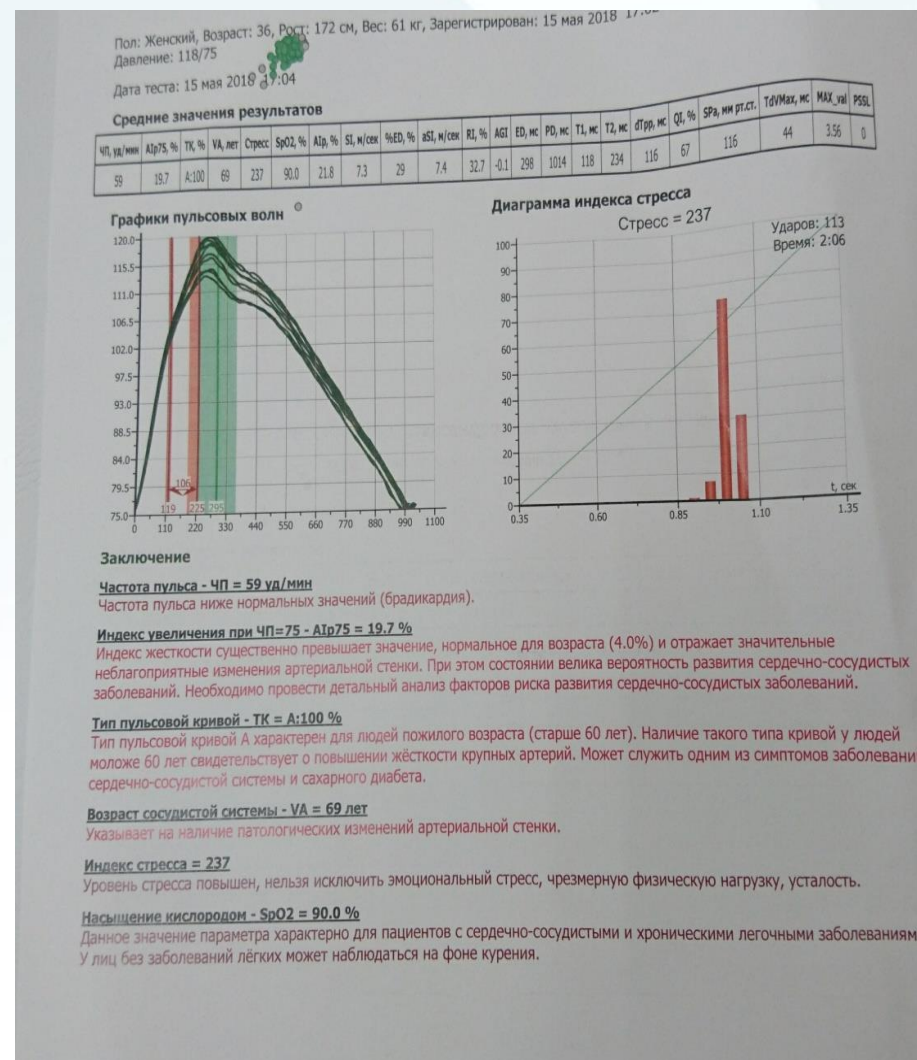 Пол: Женский, Возраст: 36, Рост: 172 см, Вес: 61 кг, Зарегистрирован: 15 мая 2018 17:02
Давление: 118/75
Дата теста: 15 мая 2018 17:04
Средние значения результатов
ЧП, уд/мин AIp75, % ТК, % VA, лет Стресс SpO2, % AIp, % SI, м/сек %ED, % aSI, м/сек RI, % AGI ED, мс PD, мс T1, мс T2, мс dTpp, мс QI, % SPa, мм рт.ст. TdVMax, мс MAX_val PSSL
59 19.7 A:100 69 237 90.0 21.8 7.3 29 7.4 32.7 -0.1 298 1014 118 234 116 67 116 44 3.56 0
Графики пульсовых волн
120.0
115.5
111.0
106.5
102.0
97.5
93.0
88.5
84.0
79.5
75.0
106
119 225 295
0 110 220 330 440 550 660 770 880 990 1100
Диаграмма индекса стресса
Стресс = 237
Ударов: 113
Время: 2:06
100
90
80
70
60
50
40
30
20
10
0
t, сек
0.35 0.60 0.85 1.10 1.35
Заключение
Частота пульса - ЧП = 59 уд/мин
Частота пульса ниже нормальных значений (брадикардия).
Индекс увеличения при ЧП=75 - AIp75 = 19.7 %
Индекс жесткости существенно превышает значение, нормальное для возраста (4.0%) и отражает значительные
неблагоприятные изменения артериальной стенки. При этом состоянии велика вероятность развития сердечно-сосудистых
заболеваний. Необходимо провести детальный анализ факторов риска развития сердечно-сосудистых заболеваний.
Тип пульсовой кривой - ТК = A:100 %
Тип пульсовой кривой А характерен для людей пожилого возраста (старше 60 лет). Наличие такого типа кривой у людей
моложе 60 лет свидетельствует о повышении жёсткости крупных артерий. Может служить одним из симптомов заболевани
сердечно-сосудистой системы и сахарного диабета.
Возраст сосудистой системы - VA = 69 лет
Указывает на наличие патологических изменений артериальной стенки.
Индекс стресса = 237
Уровень стресса повышен, нельзя исключить эмоциональный стресс, чрезмерную физическую нагрузку, усталость.
Насыщение кислородом - SpO2 = 90.0 %
Данное значение параметра характерно для пациентов с сердечно-сосудистыми и хроническими легочными заболеваниям
У лиц без заболеваний лёгких может наблюдаться на фоне курения.